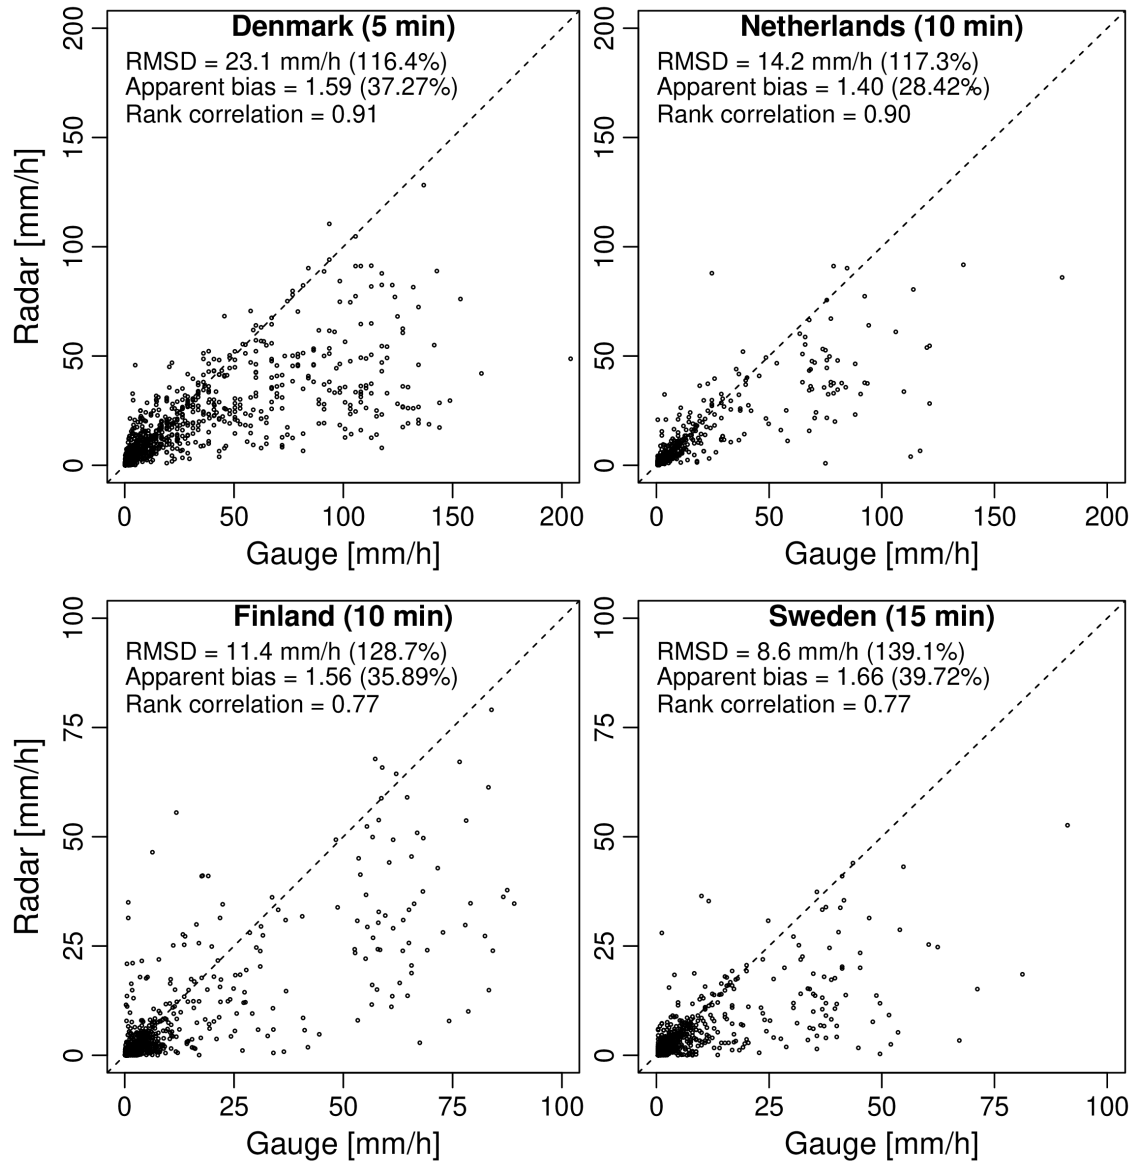 Denmark (5 min)
RMSD = 23.1 mm/h (116.4%)
Apparent bias = 1.59 (37.27%)
Rank correlation = 0.91
Radar [mm/h]
200
150
100
50
0
0 50 100 150 200
Gauge [mm/h]
Netherlands (10 min)
RMSD = 14.2 mm/h (117.3%)
Apparent bias = 1.40 (28.42%)
Rank correlation = 0.90
200
150
100
50
0
0 50 100 150 200
Gauge [mm/h]
Finland (10 min)
RMSD = 11.4 mm/h (128.7%)
Apparent bias = 1.56 (35.89%)
Rank correlation = 0.77
Radar [mm/h]
100
75
50
25
0
0 25 50 75 100
Gauge [mm/h]
Sweden (15 min)
RMSD = 8.6 mm/h (139.1%)
Apparent bias = 1.66 (39.72%)
Rank correlation = 0.77
100
75
50
25
0
0 25 50 75 100
Gauge [mm/h]